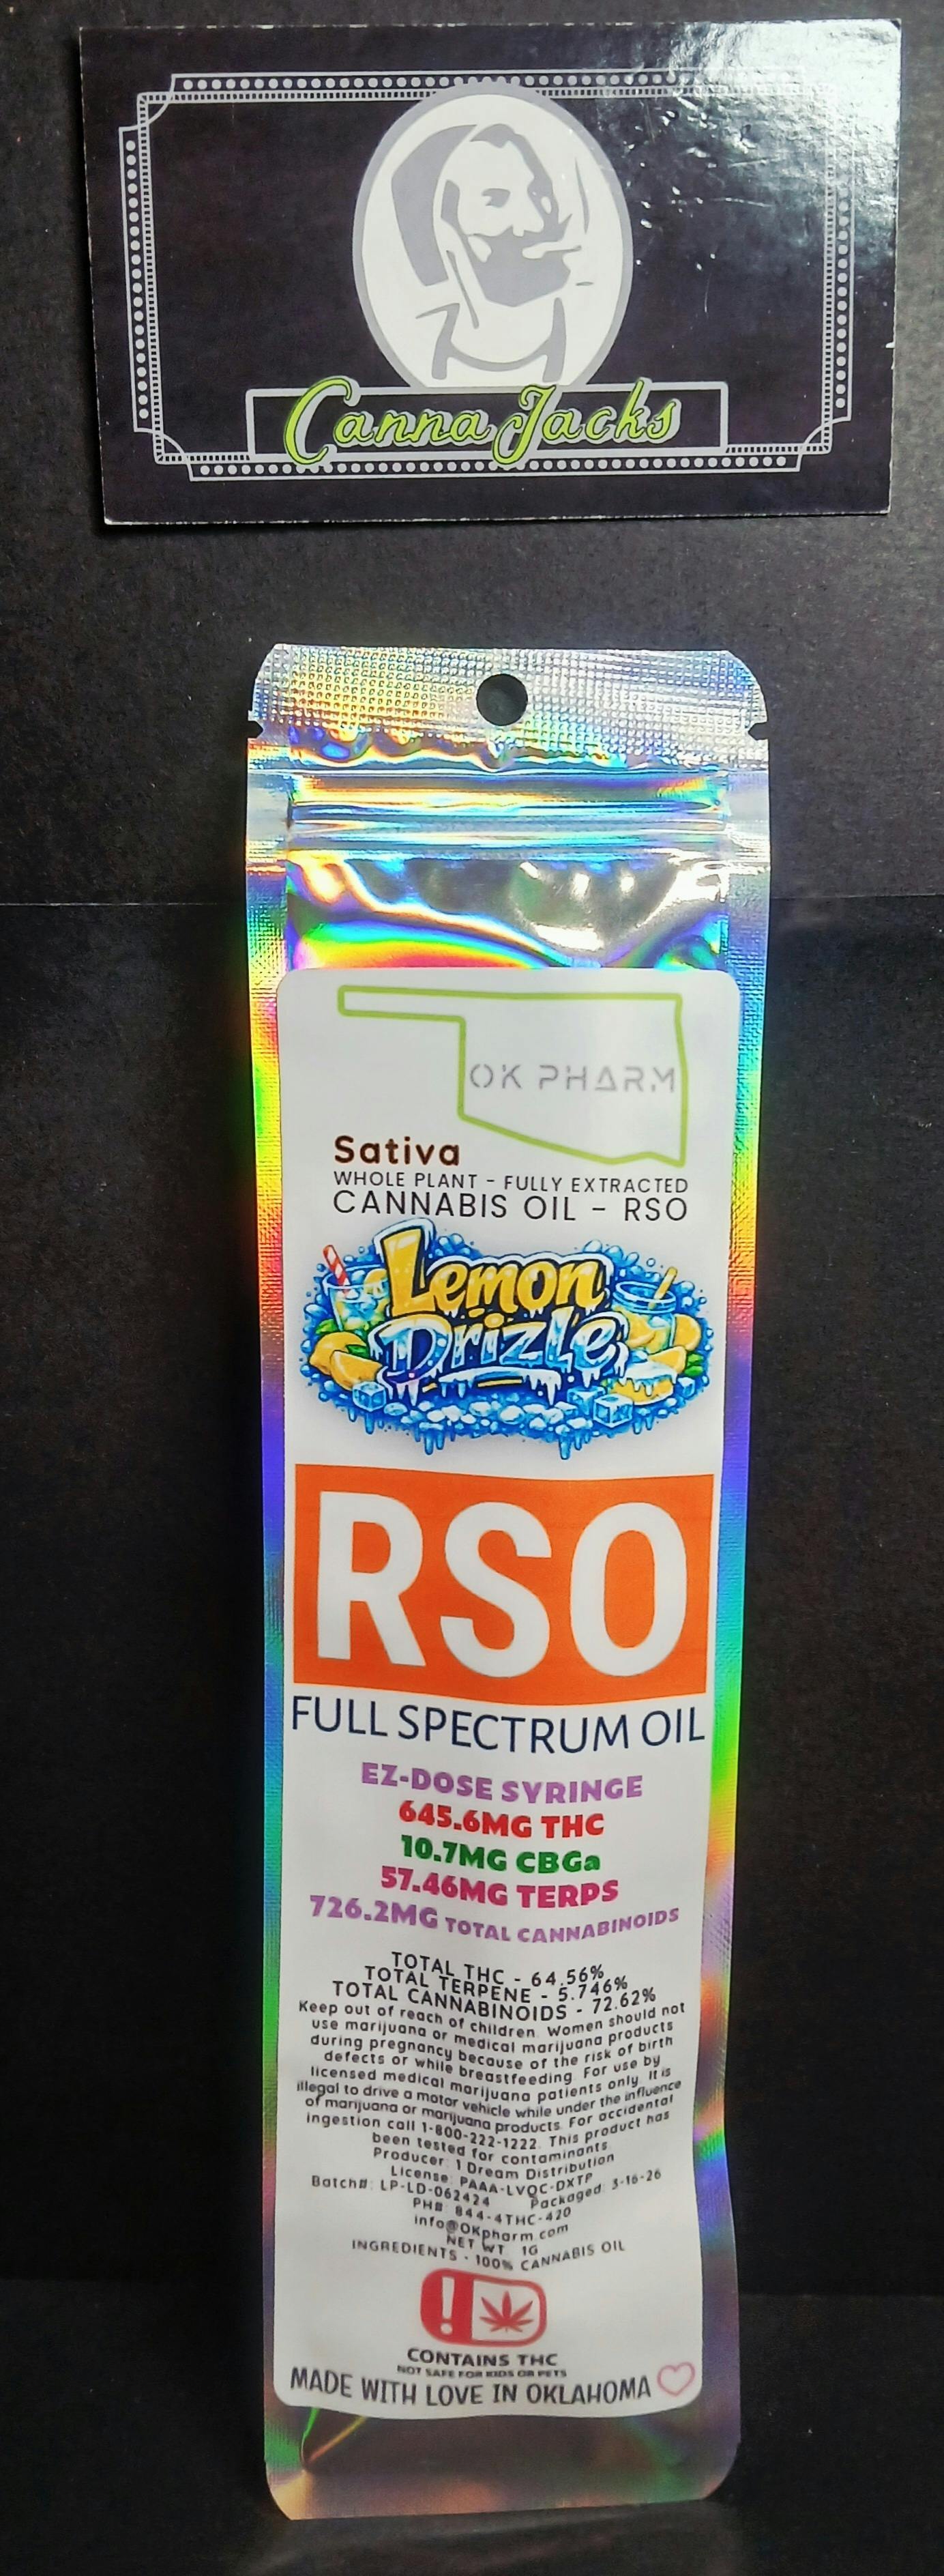 Canna Jacks
OK PHARM
Sativa
WHOLE PLANT - FULLY EXTRACTED
CANNABIS OIL - RSO
Lemon
Drizle
RSO
FULL SPECTRUM OIL
EZ-DOSE SYRINGE
645.6MG THC
10.7MG CBGa
57.46MG TERPS
726.2MG TOTAL CANNABINOIDS
TOTAL THC - 64.56%
TOTAL TERPENE - 5.746%
TOTAL CANNABINOIDS - 72.62%
Keep out of reach of children. Women should not
use marijuana or medical marijuana products
during pregnancy because of the risk of birth
defects or while breastfeeding. For use by
licensed medical marijuana patients only. It is
illegal to drive a motor vehicle while under the influence
of marijuana or marijuana products. For accidental
ingestion call 1-800-222-1222. This product has
been tested for contaminants.
Producer: 1 Dream Distribution
License: PAAA-LVQC-DXTP
Batch#: LP-LD-062424 Packaged: 3-16-26
PH#: 844-4THC-420
info@OKpharm.com
NET WT. 1G
INGREDIENTS - 100% CANNABIS OIL
!
CONTAINS THC
NOT SAFE FOR KIDS OR PETS
MADE WITH LOVE IN OKLAHOMA